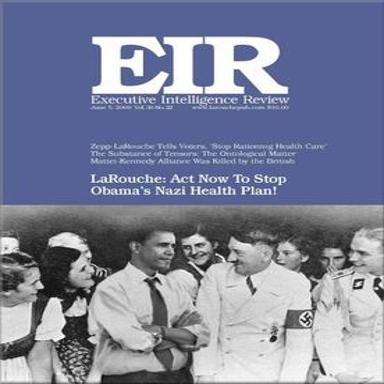 EIR
Executive Intelligence Review
June 5, 2009 Vol. 36 No. 22 www.larouchepub.com $10.00
Zepp-LaRouche Tells Voters, 'Stop Rationing Health Care'
The Substance of Tensors: The Ontological Matter
Mattei-Kennedy Alliance Was Killed by the British
LaRouche: Act Now To Stop
Obama's Nazi Health Plan!